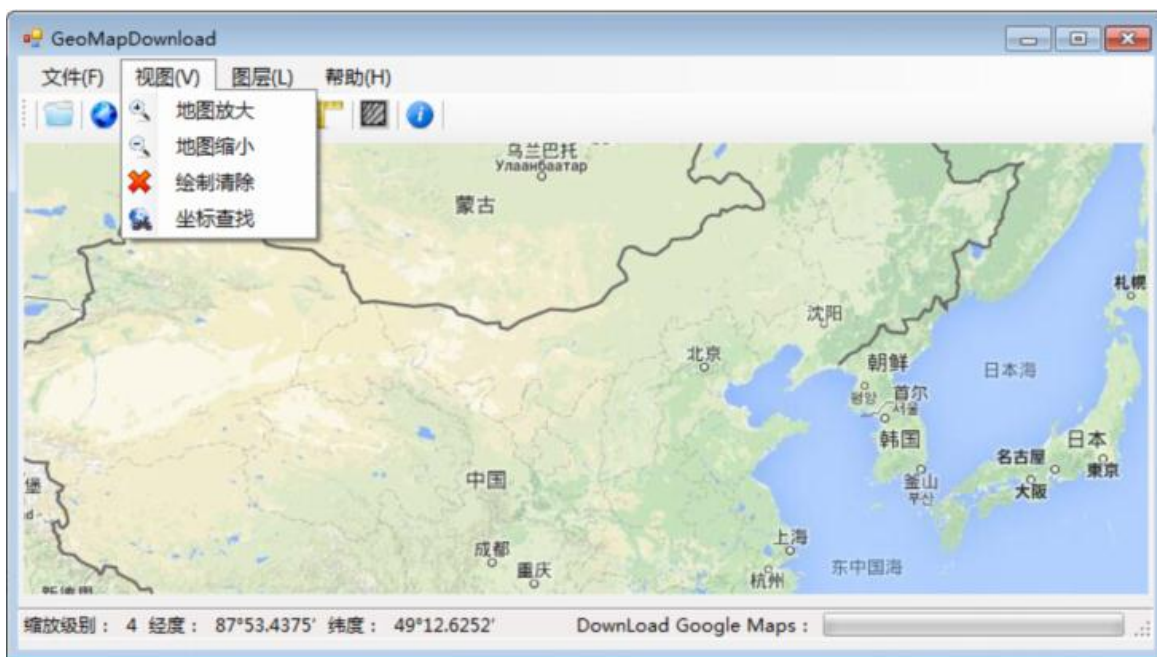 GeoMapDownload
文件(F) 视图(V) 图层(L) 帮助(H)
地图放大
地图缩小
绘制清除
坐标查找
乌兰巴托
Улаанбаатар
蒙古
札幌
沈阳
北京
朝鲜
日本海
평양
首尔
서울
韩国
日本
名古屋
東京
中国
釜山
부산
大阪
堡
上海
成都
重庆
杭州
东中国海
缩放级别: 4 经度: 87°53.4375′ 纬度: 49°12.6252′ DownLoad Google Maps :